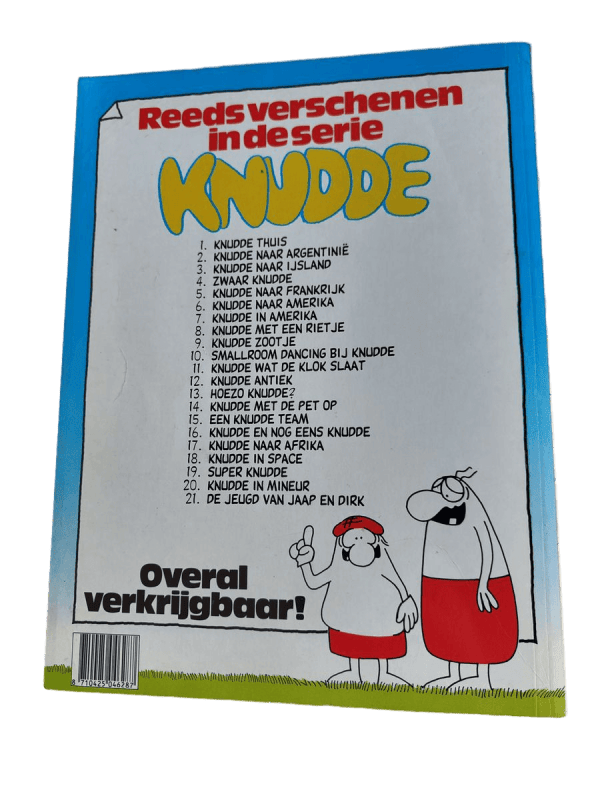 Reeds verschenen
in de serie
KNUDDE
1. KNUDDE THUIS
2. KNUDDE NAAR ARGENTINIË
3. KNUDDE NAAR IJSLAND
4. ZWAAR KNUDDE
5. KNUDDE NAAR FRANKRIJK
6. KNUDDE NAAR AMERIKA
7. KNUDDE IN AMERIKA
8. KNUDDE MET EEN RIETJE
9. KNUDDE ZOOTJE
10. SMALLROOM DANCING BIJ KNUDDE
11. KNUDDE WAT DE KLOK SLAAT
12. KNUDDE ANTIEK
13. HOEZO KNUDDE?
14. KNUDDE MET DE PET OP
15. EEN KNUDDE TEAM
16. KNUDDE EN NOG EENS KNUDDE
17. KNUDDE NAAR AFRIKA
18. KNUDDE IN SPACE
19. SUPER KNUDDE
20. KNUDDE IN MINEUR
21. DE JEUGD VAN JAAP EN DIRK
Overal
verkrijgbaar!
8 710425 046287